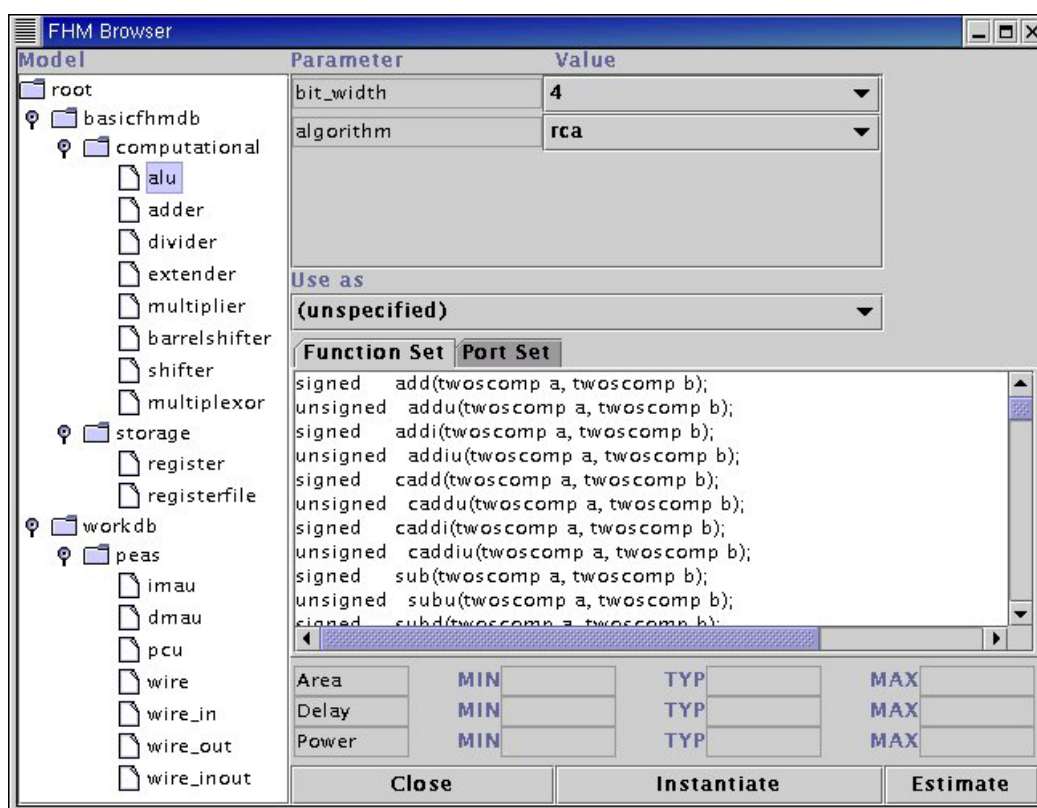 FHM Browser
Model
root
basicfhmdb
computational
alu
adder
divider
extender
multiplier
barrelshifter
shifter
multiplexor
storage
register
registerfile
workdb
peas
imau
dmau
pcu
wire
wire_in
wire_out
wire_inout
Parameter Value
bit_width 4
algorithm rca
Use as
(unspecified)
Function Set Port Set
signed add(twoscomp a, twoscomp b);
unsigned addu(twoscomp a, twoscomp b);
signed addi(twoscomp a, twoscomp b);
unsigned addiu(twoscomp a, twoscomp b);
signed cadd(twoscomp a, twoscomp b);
unsigned caddu(twoscomp a, twoscomp b);
signed caddi(twoscomp a, twoscomp b);
unsigned caddiu(twoscomp a, twoscomp b);
signed sub(twoscomp a, twoscomp b);
unsigned subu(twoscomp a, twoscomp b);
signed subd(twoscomp a, twoscomp b);
Area MIN TYP MAX
Delay MIN TYP MAX
Power MIN TYP MAX
Close Instantiate Estimate